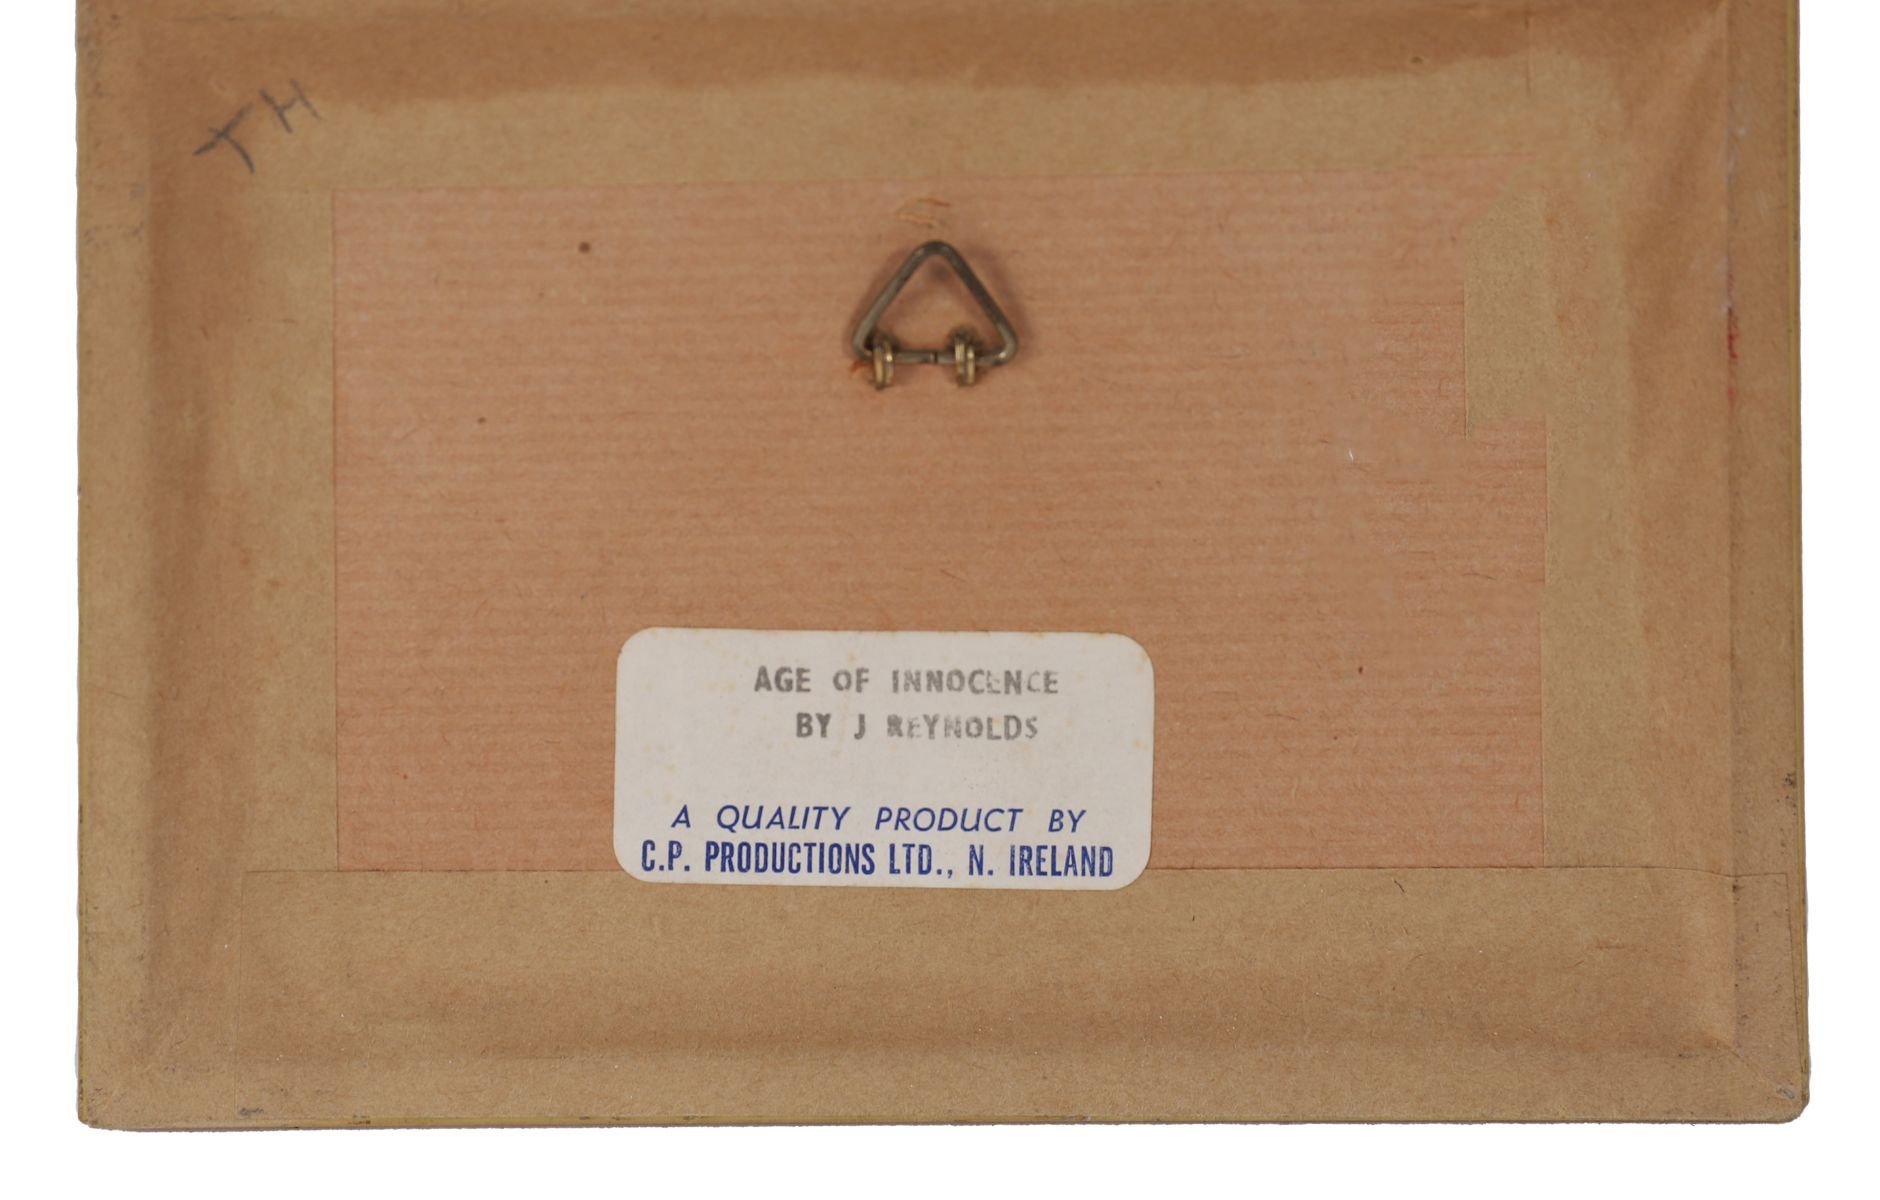 TH
AGE OF INNOCENCE
BY J REYNOLDS
A QUALITY PRODUCT BY
C.P. PRODUCTIONS LTD., N. IRELAND